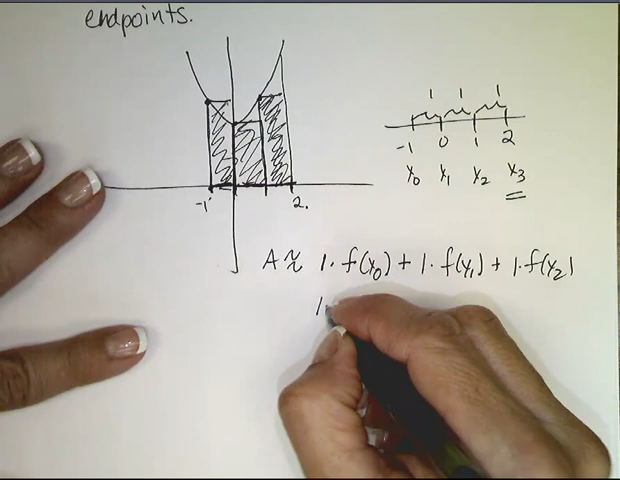 endpoints.
1 1 1
-1 0 1 2
x₀ x₁ x₂ x₃
-1 2.
A ≈ 1·f(x₀) + 1·f(x₁) + 1·f(x₂)
1.